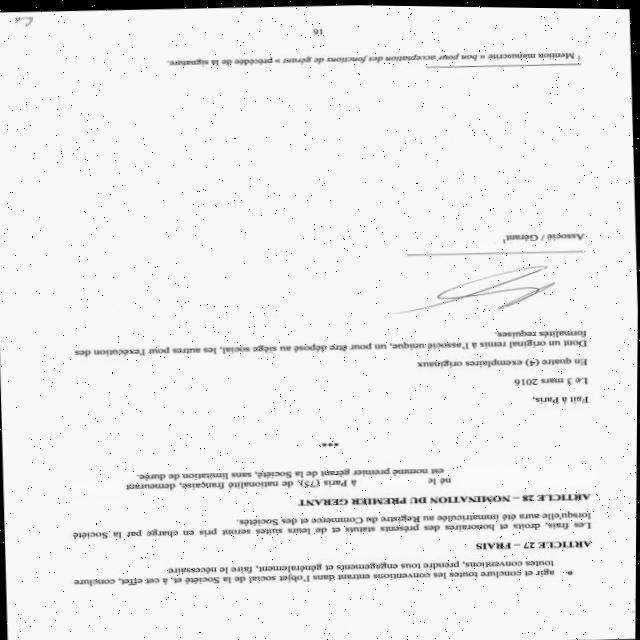 • agir et conclure toutes les conventions entrant dans l'objet social de la Société et, à cet effet, conclure
toutes conventions, prendre tous engagements et généralement, faire le nécessaire.
ARTICLE 27 – FRAIS
Les frais, droits et honoraires des présents statuts et de leurs suites seront pris en charge par la Société
lorsqu'elle aura été immatriculée au Registre du Commerce et des Sociétés.
ARTICLE 28 – NOMINATION DU PREMIER GERANT
né le à Paris (75), de nationalité française, demeurant
est nommé premier gérant de la Société, sans limitation de durée.
***
Fait à Paris,
Le 3 mars 2016
En quatre (4) exemplaires originaux
Dont un original remis à l'associé unique, un pour être déposé au siège social, les autres pour l'exécution des
formalités requises.
Associé / Gérant¹
¹ Mention manuscrite « bon pour acceptation des fonctions de gérant » précédée de la signature.
16